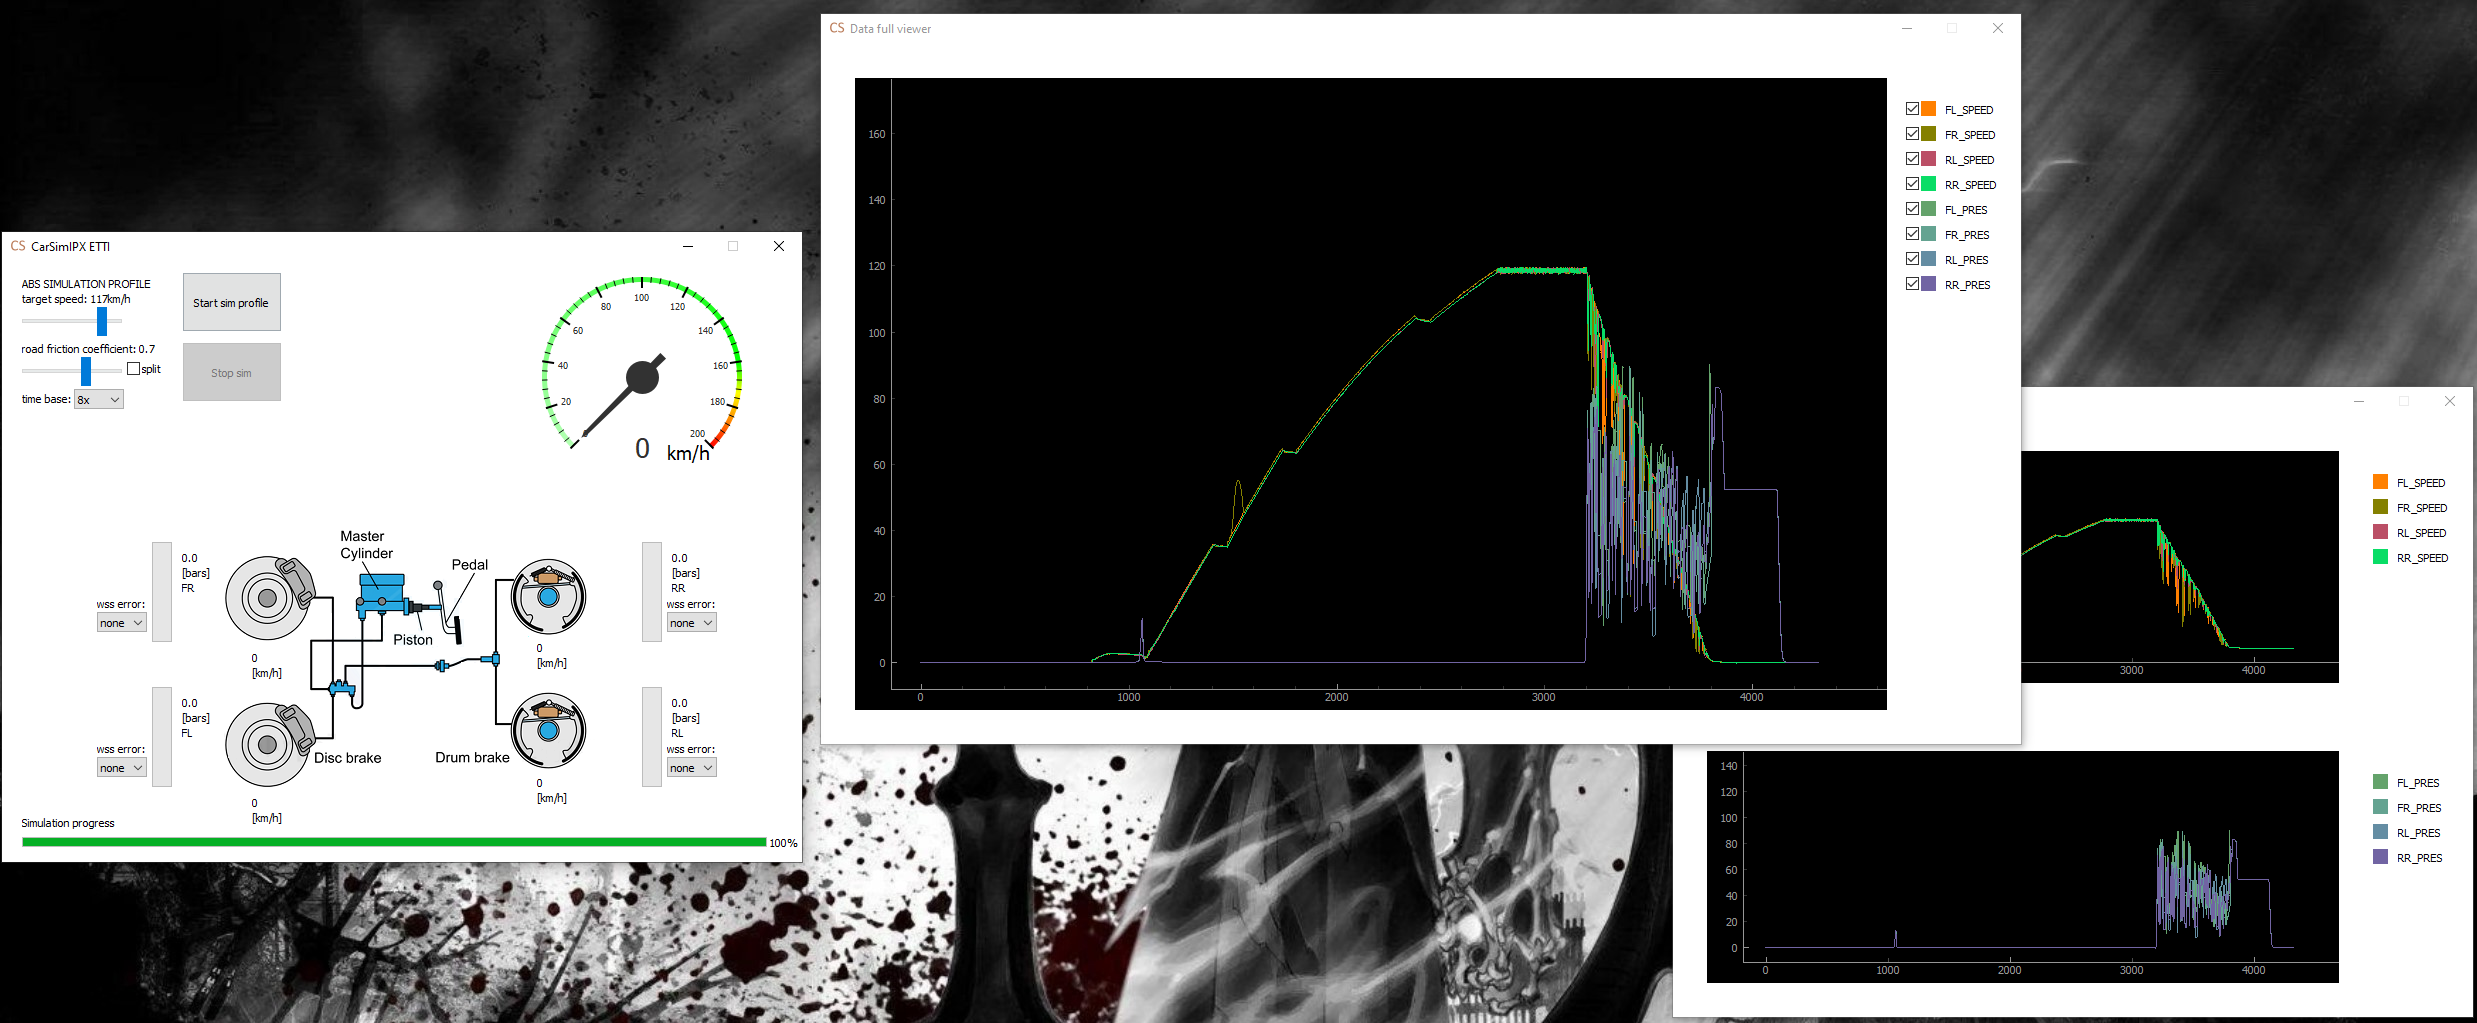 CS CarSimIPX ETTI
ABS SIMULATION PROFILE
target speed: 117km/h
Start sim profile
road friction coefficient: 0.7
split
Stop sim
time base: 8x
20
40
60
80
100
120
140
160
180
200
0 km/h
Master
Cylinder
Pedal
Piston
Disc brake
Drum brake
0.0
[bars]
FR
wss error:
none
0
[km/h]
0.0
[bars]
RR
wss error:
none
0
[km/h]
0.0
[bars]
FL
wss error:
none
0
[km/h]
0.0
[bars]
RL
wss error:
none
0
[km/h]
Simulation progress
100%
CS Data full viewer
160
140
120
100
80
60
40
20
0
0 1000 2000 3000 4000
FL_SPEED
FR_SPEED
RL_SPEED
RR_SPEED
FL_PRES
FR_PRES
RL_PRES
RR_PRES
3000 4000
FL_SPEED
FR_SPEED
RL_SPEED
RR_SPEED
140
120
100
80
60
40
20
0
0 1000 2000 3000 4000
FL_PRES
FR_PRES
RL_PRES
RR_PRES